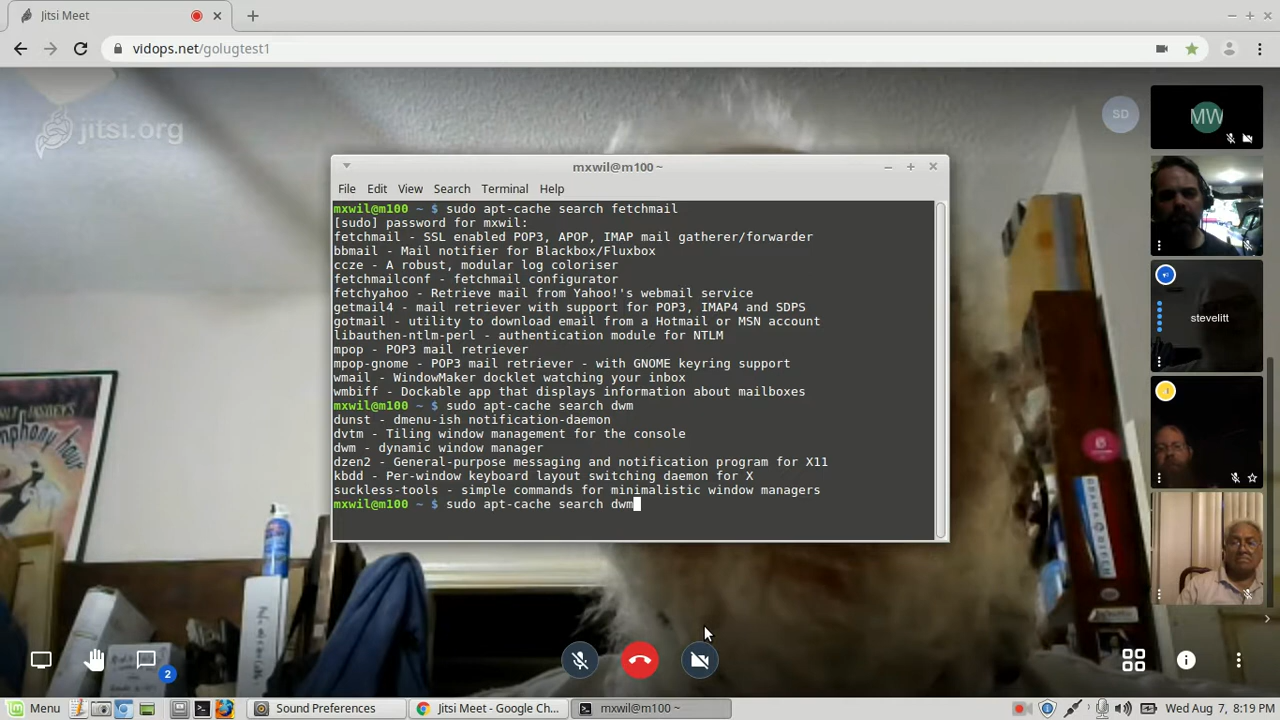 Jitsi Meet
vidops.net/golugtest1
jitsi.org
SD
MW
mxwil@m100 ~
File Edit View Search Terminal Help
mxwil@m100 ~ $ sudo apt-cache search fetchmail
[sudo] password for mxwil:
fetchmail - SSL enabled POP3, APOP, IMAP mail gatherer/forwarder
bbmail - Mail notifier for Blackbox/Fluxbox
ccze - A robust, modular log coloriser
fetchmailconf - fetchmail configurator
fetchyahoo - Retrieve mail from Yahoo!'s webmail service
getmail4 - mail retriever with support for POP3, IMAP4 and SDPS
gotmail - utility to download email from a Hotmail or MSN account
libauthen-ntlm-perl - authentication module for NTLM
mpop - POP3 mail retriever
mpop-gnome - POP3 mail retriever - with GNOME keyring support
wmail - WindowMaker docklet watching your inbox
wmbiff - Dockable app that displays information about mailboxes
mxwil@m100 ~ $ sudo apt-cache search dwm
dunst - dmenu-ish notification-daemon
dvtm - Tiling window management for the console
dwm - dynamic window manager
dzen2 - General-purpose messaging and notification program for X11
kbdd - Per-window keyboard layout switching daemon for X
suckless-tools - simple commands for minimalistic window managers
mxwil@m100 ~ $ sudo apt-cache search dwm
stevelitt
2
Menu
Sound Preferences
Jitsi Meet - Google Ch...
mxwil@m100 ~
Wed Aug 7, 8:19 PM